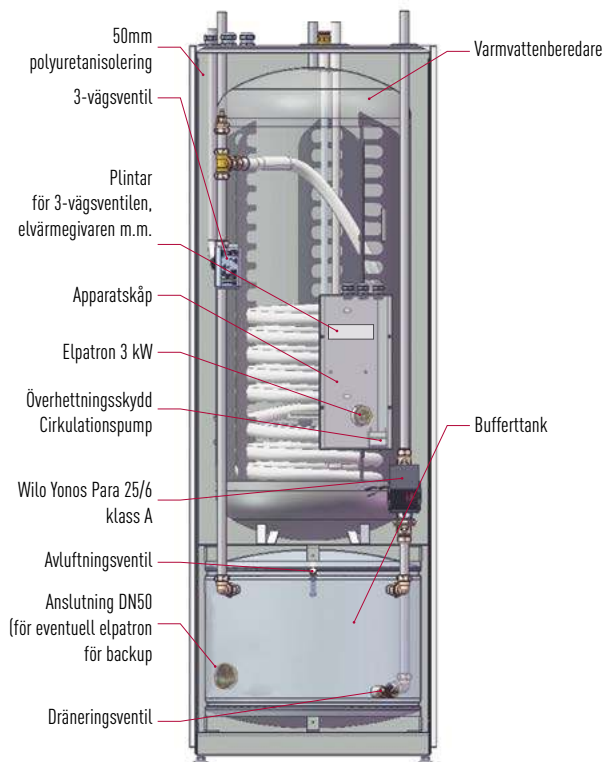 50mm
polyuretanisolering
3-vägsventil
Plintar
för 3-vägsventilen,
elvärmegivaren m.m.
Apparatskåp
Elpatron 3 kW
Överhettningsskydd
Cirkulationspump
Wilo Yonos Para 25/6
klass A
Avluftningsventil
Anslutning DN50
(för eventuell elpatron
för backup
Dräneringsventil
Varmvattenberedare
Bufferttank